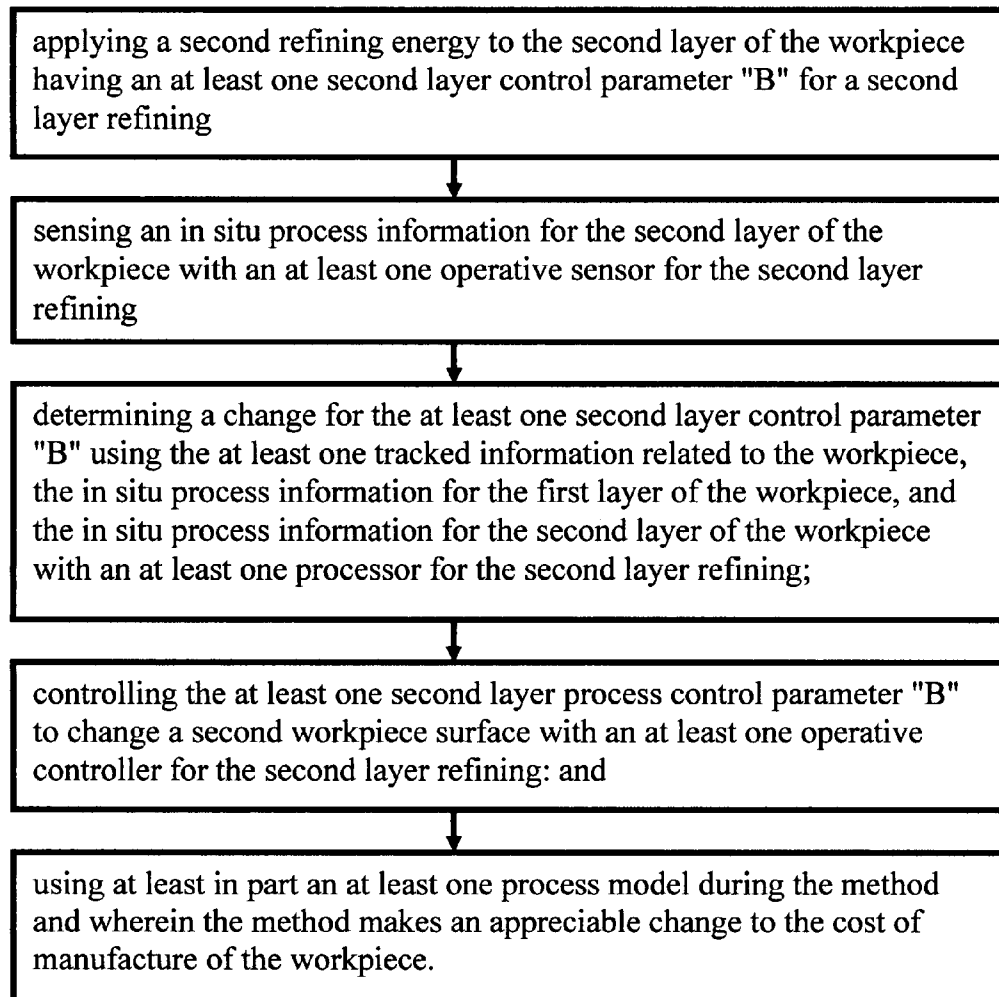 applying a second refining energy to the second layer of the workpiece
having an at least one second layer control parameter "B" for a second
layer refining
sensing an in situ process information for the second layer of the
workpiece with an at least one operative sensor for the second layer
refining
determining a change for the at least one second layer control parameter
"B" using the at least one tracked information related to the workpiece,
the in situ process information for the first layer of the workpiece, and
the in situ process information for the second layer of the workpiece
with an at least one processor for the second layer refining;
controlling the at least one second layer process control parameter "B"
to change a second workpiece surface with an at least one operative
controller for the second layer refining: and
using at least in part an at least one process model during the method
and wherein the method makes an appreciable change to the cost of
manufacture of the workpiece.